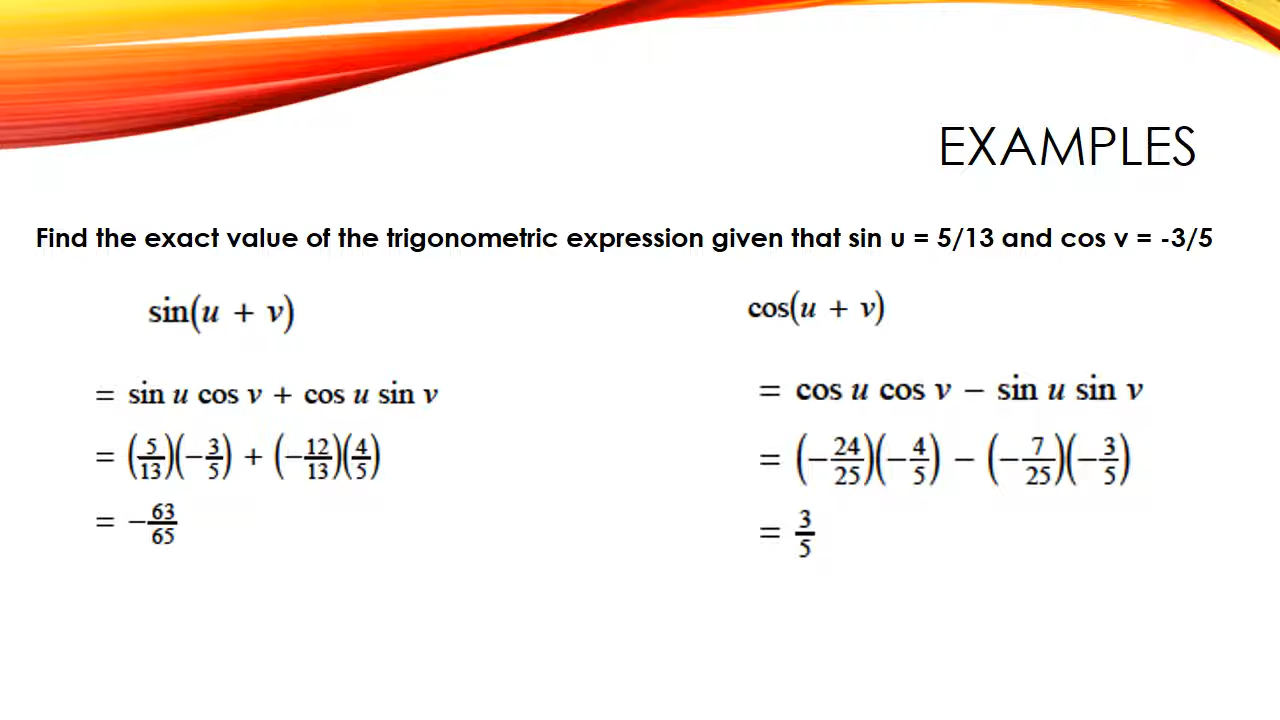 EXAMPLES
Find the exact value of the trigonometric expression given that sin u = 5/13 and cos v = -3/5
sin(u + v)
= sin u cos v + cos u sin v
= (5/13)(−3/5) + (−12/13)(4/5)
= −63/65
cos(u + v)
= cos u cos v − sin u sin v
= (−24/25)(−4/5) − (−7/25)(−3/5)
= 3/5